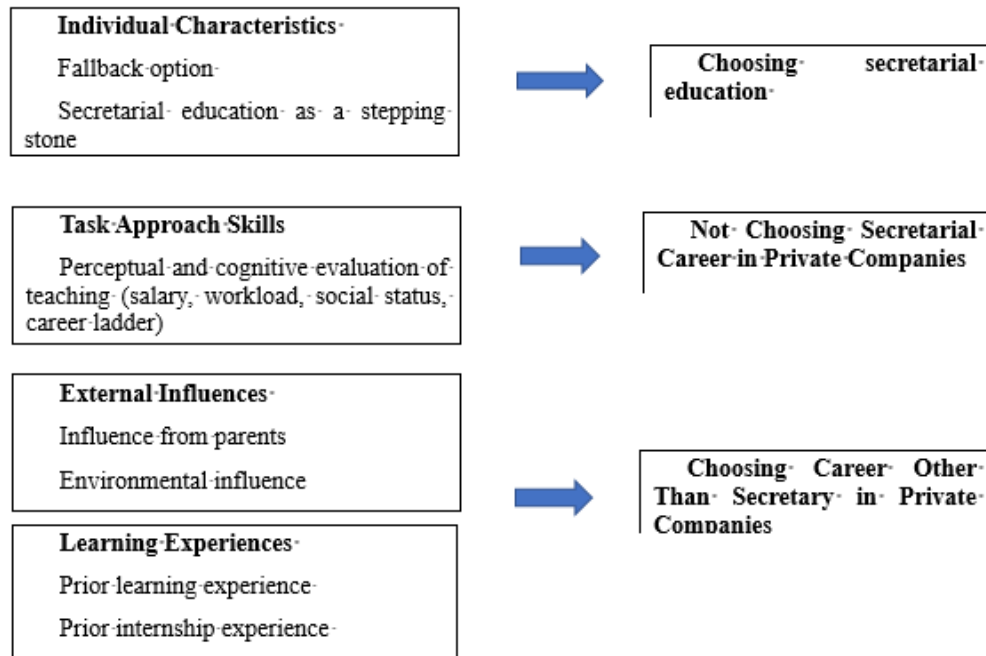 Individual Characteristics
Fallback option
Secretarial education as a stepping
stone
Choosing secretarial
education
Task Approach Skills
Perceptual and cognitive evaluation of
teaching (salary, workload, social status,
career ladder)
Not Choosing Secretarial
Career in Private Companies
External Influences
Influence from parents
Environmental influence
Learning Experiences
Prior learning experience
Prior internship experience
Choosing Career Other
Than Secretary in Private
Companies